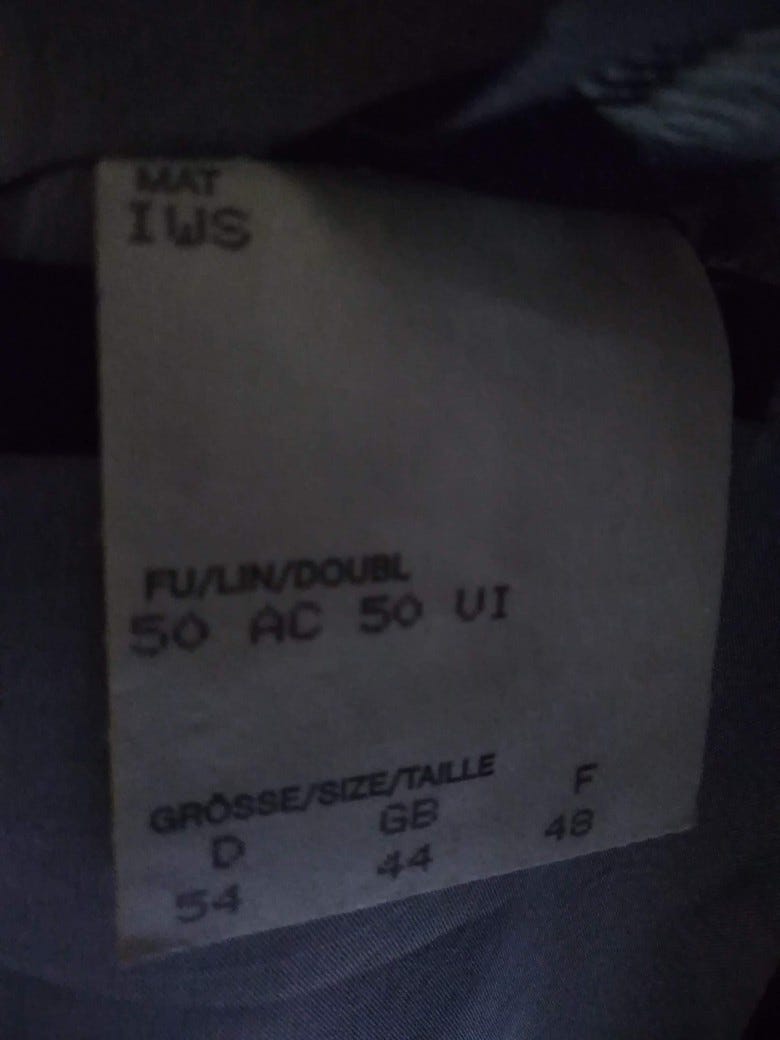 MAT
IWS
FU/LIN/DOUBL
50 AC 50 VI
GRÖSSE/SIZE/TAILLE
D GB F
54 44 48